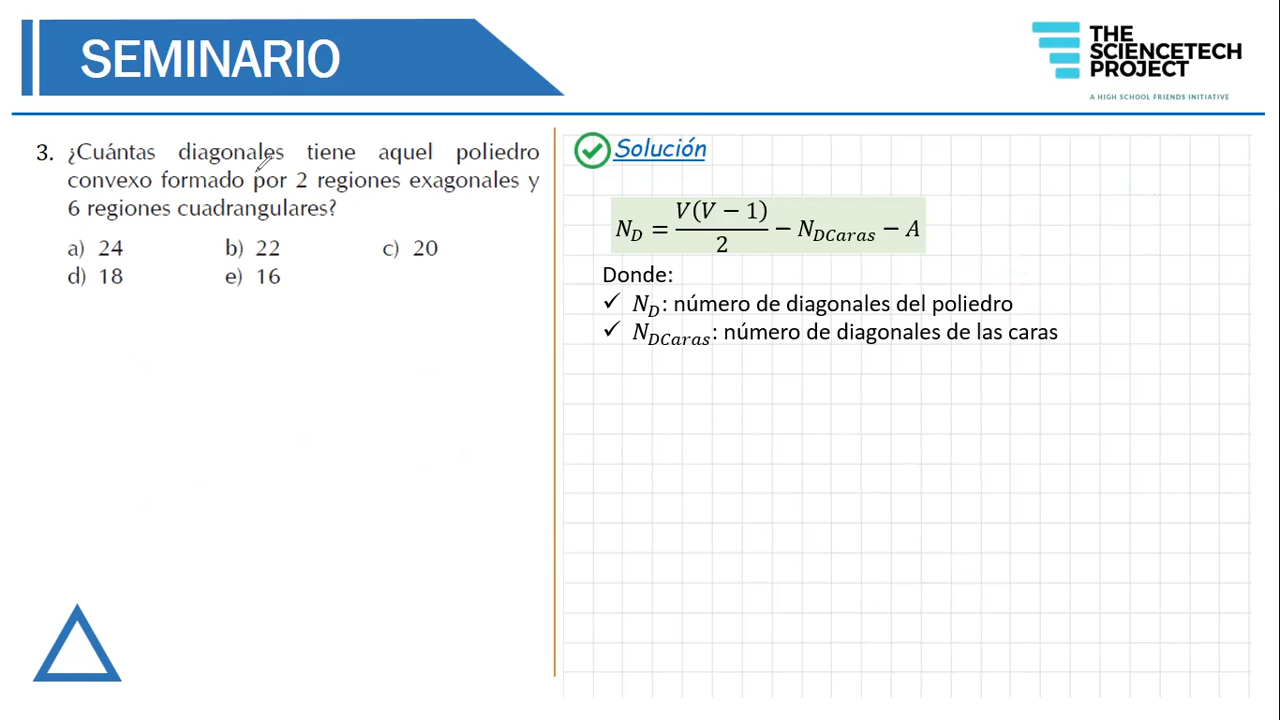 SEMINARIO
THE
SCIENCETECH
PROJECT
A HIGH SCHOOL FRIENDS INITIATIVE
3. ¿Cuántas diagonales tiene aquel poliedro
convexo formado por 2 regiones exagonales y
6 regiones cuadrangulares?
a) 24 b) 22 c) 20
d) 18 e) 16
Solución
N_D = V(V − 1)/2 − N_DCaras − A
Donde:
✓ N_D: número de diagonales del poliedro
✓ N_DCaras: número de diagonales de las caras